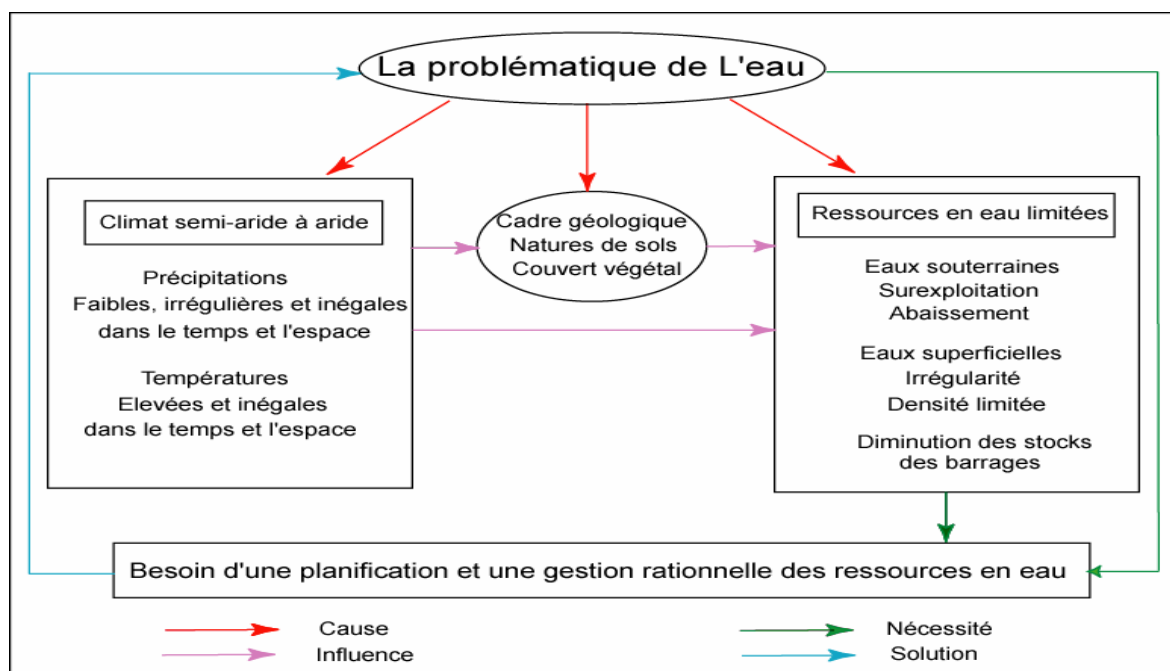 La problématique de L'eau
Climat semi-aride à aride
Précipitations
Faibles, irrégulières et inégales
dans le temps et l'espace
Températures
Elevées et inégales
dans le temps et l'espace
Cadre géologique
Natures de sols
Couvert végétal
Ressources en eau limitées
Eaux souterraines
Surexploitation
Abaissement
Eaux superficielles
Irrégularité
Densité limitée
Diminution des stocks
des barrages
Besoin d'une planification et une gestion rationnelle des ressources en eau
Cause
Influence
Nécessité
Solution